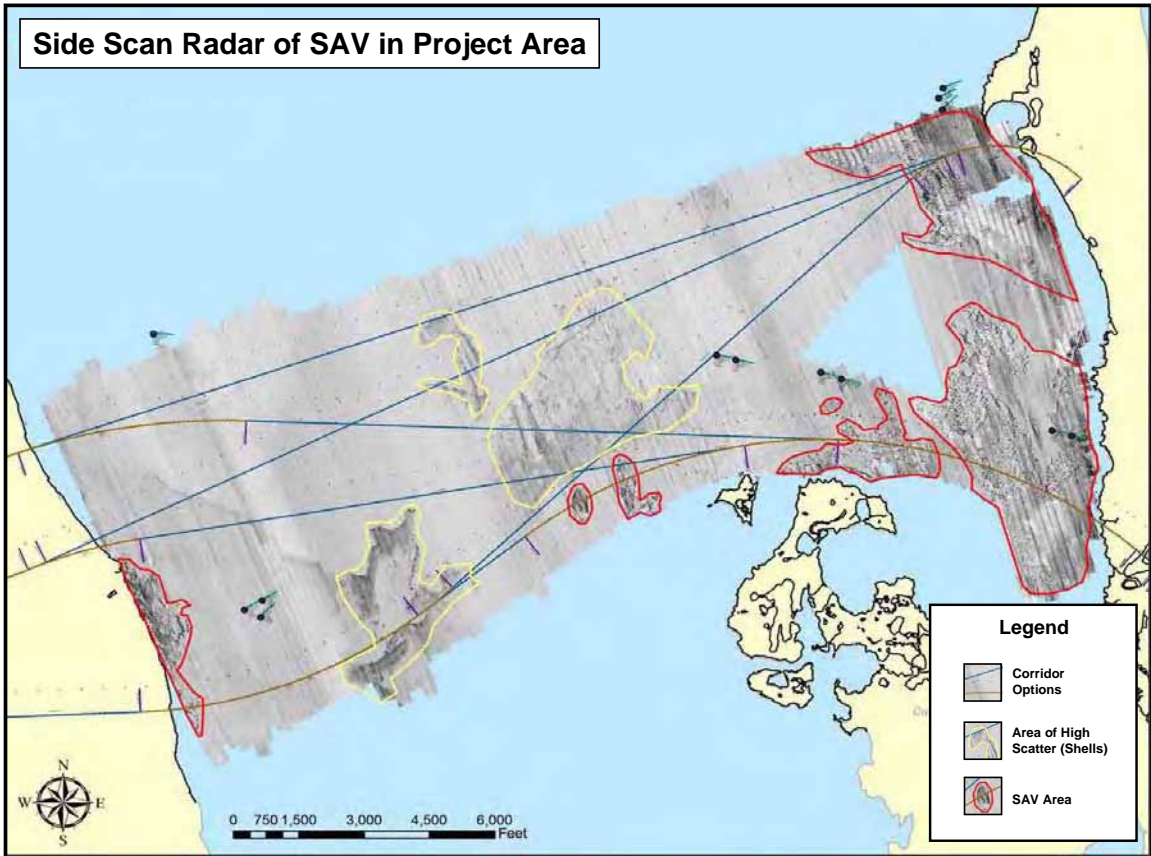 Side Scan Radar of SAV in Project Area
Legend
Corridor
Options
Area of High
Scatter (Shells)
SAV Area
N
W
E
S
0 750 1,500 3,000 4,500 6,000
Feet